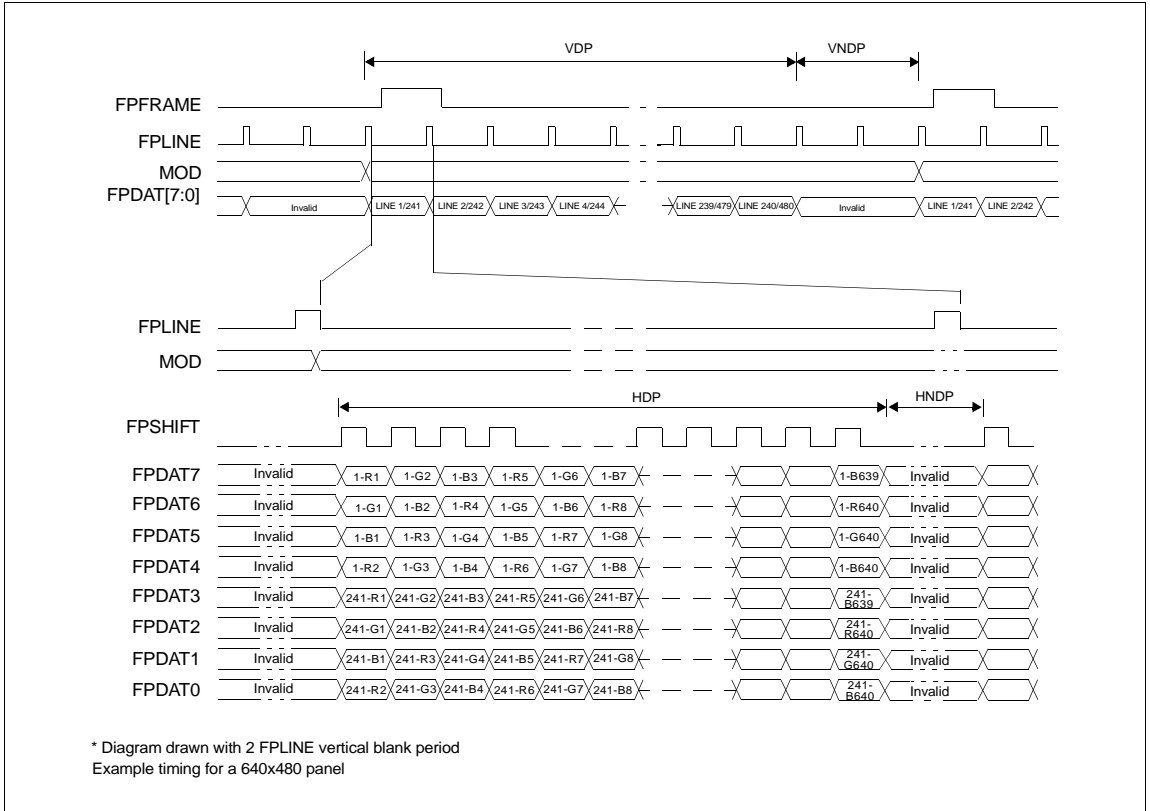 VDP VNDP
FPFRAME
FPLINE
MOD
FPDAT[7:0] Invalid LINE 1/241 LINE 2/242 LINE 3/243 LINE 4/244 LINE 239/479 LINE 240/480 Invalid LINE 1/241 LINE 2/242
FPLINE
MOD
HDP HNDP
FPSHIFT
FPDAT7 Invalid 1-R1 1-G2 1-B3 1-R5 1-G6 1-B7 1-B639 Invalid
FPDAT6 Invalid 1-G1 1-B2 1-R4 1-G5 1-B6 1-R8 1-R640 Invalid
FPDAT5 Invalid 1-B1 1-R3 1-G4 1-B5 1-R7 1-G8 1-G640 Invalid
FPDAT4 Invalid 1-R2 1-G3 1-B4 1-R6 1-G7 1-B8 1-B640 Invalid
FPDAT3 Invalid 241-R1 241-G2 241-B3 241-R5 241-G6 241-B7 241-B639 Invalid
FPDAT2 Invalid 241-G1 241-B2 241-R4 241-G5 241-B6 241-R8 241-R640 Invalid
FPDAT1 Invalid 241-B1 241-R3 241-G4 241-B5 241-R7 241-G8 241-G640 Invalid
FPDAT0 Invalid 241-R2 241-G3 241-B4 241-R6 241-G7 241-B8 241-B640 Invalid
* Diagram drawn with 2 FPLINE vertical blank period
Example timing for a 640x480 panel